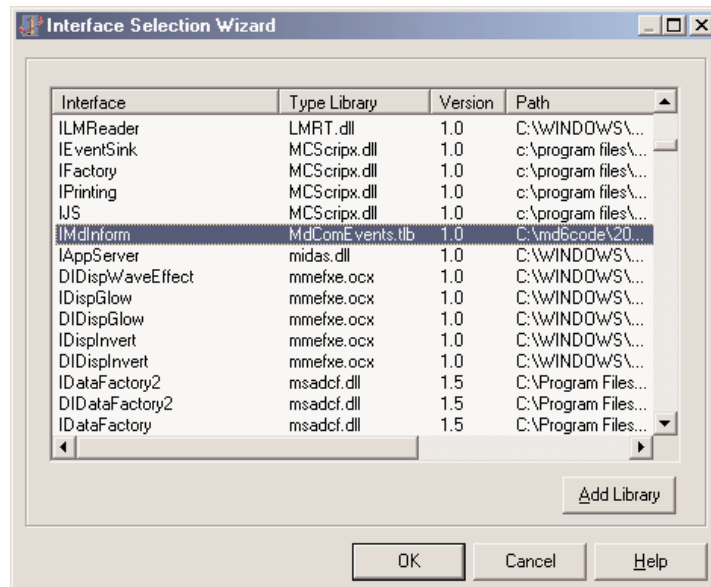 Interface Selection Wizard
Interface Type Library Version Path
ILMReader LMRT.dll 1.0 C:\WINDOWS\...
IEventSink MCScripx.dll 1.0 c:\program files\...
IFactory MCScripx.dll 1.0 c:\program files\...
IPrinting MCScripx.dll 1.0 c:\program files\...
IJS MCScripx.dll 1.0 c:\program files\...
IMdInform MdComEvents.tlb 1.0 C:\md6code\20...
IAppServer midas.dll 1.0 C:\WINDOWS\...
DIDispWaveEffect mmefxe.ocx 1.0 C:\WINDOWS\...
IDispGlow mmefxe.ocx 1.0 C:\WINDOWS\...
DIDispGlow mmefxe.ocx 1.0 C:\WINDOWS\...
IDispInvert mmefxe.ocx 1.0 C:\WINDOWS\...
DIDispInvert mmefxe.ocx 1.0 C:\WINDOWS\...
IDataFactory2 msadcf.dll 1.5 C:\Program Files...
DIDataFactory2 msadcf.dll 1.5 C:\Program Files...
IDataFactory msadcf.dll 1.5 C:\Program Files...
Add Library
OK Cancel Help